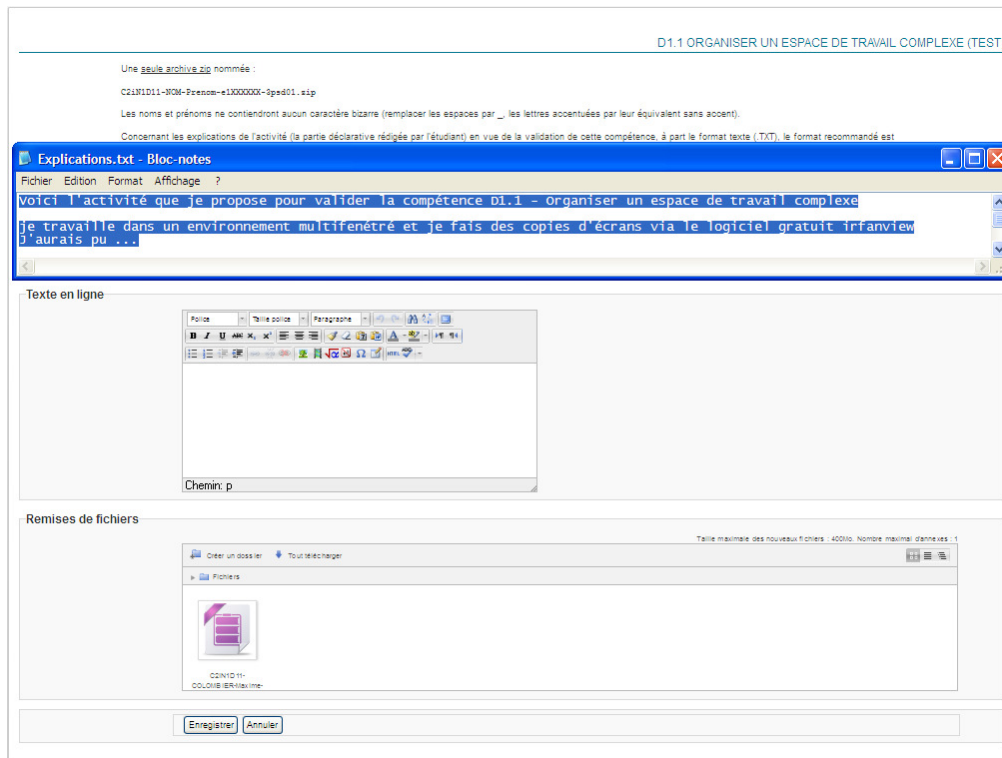 D1.1 ORGANISER UN ESPACE DE TRAVAIL COMPLEXE (TEST
Une seule archive zip nommée :
C2iN1D11-NOM-Prenom-e1XXXXXX-3psd01.zip
Les noms et prénoms ne contiendront aucun caractère bizarre (remplacer les espaces par _, les lettres accentuées par leur équivalent sans accent).
Concernant les explications de l'activité (la partie déclarative rédigée par l'étudiant) en vue de la validation de cette compétence, à part le format texte (.TXT), le format recommandé est
Explications.txt - Bloc-notes
Fichier Edition Format Affichage ?
Voici l'activité que je propose pour valider la compétence D1.1 - Organiser un espace de travail complexe
je travaille dans un environnement multifenétré et je fais des copies d'écrans via le logiciel gratuit irfanview
J'aurais pu ...
Texte en ligne
Police Taille police Paragraphe
B I U ABC x₂ x²
HTML
Chemin: p
Remises de fichiers
Taille maximale des nouveaux fichiers : 400Mo. Nombre maximal d'annexes : 1
Créer un dossier Tout télécharger
Fichiers
C2iN1D11-
COLOMBIER-Maxime-
Enregistrer Annuler